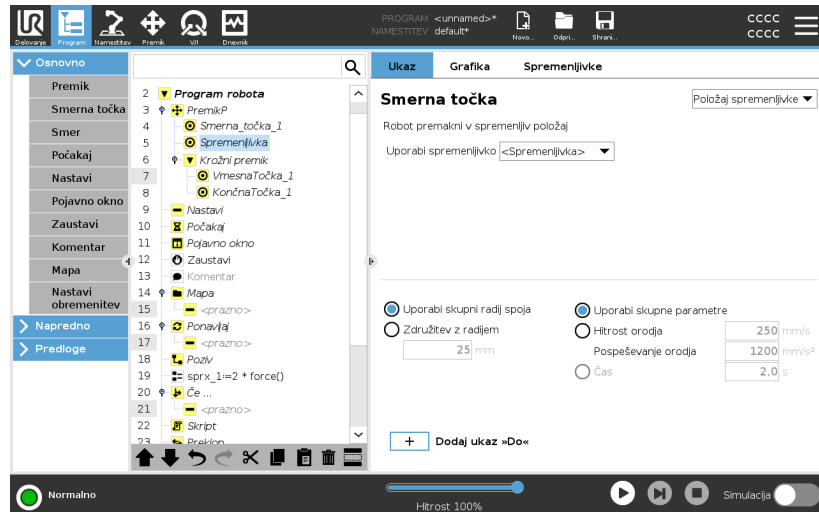 PROGRAM <unnamed>*
NAMESTITEV default*
cccc
cccc
Delovanje Program Namestitev Premik V/I Dnevnik Novo... Odpri... Shrani...
Osnovno
Premik
Smerna točka
Smer
Počakaj
Nastavi
Pojavno okno
Zaustavi
Komentar
Mapa
Nastavi
obremenitev
Napredno
Predloge
2 Program robota
3 PremikP
4 Smerna_točka_1
5 Spremenljivka
6 Krožni premik
7 VmesnaTočka_1
8 KončnaTočka_1
9 Nastavi
10 Počakaj
11 Pojavno okno
12 Zaustavi
13 Komentar
14 Mapa
15 <prazno>
16 Ponavljaj
17 <prazno>
18 Poziv
19 sprx_1≔2 * force()
20 Če ...
21 <prazno>
22 Skript
23 Preklop
Ukaz Grafika Spremenljivke
Smerna točka
Položaj spremenljivke
Robot premakni v spremenljiv položaj
Uporabi spremenljivko <Spremenljivka>
Uporabi skupni radij spoja
Združitev z radijem
25 mm
Uporabi skupne parametre
Hitrost orodja 250 mm/s
Pospeševanje orodja 1200 mm/s²
Čas 2,0 s
+ Dodaj ukaz »Do«
Normalno
Hitrost 100%
Simulacija